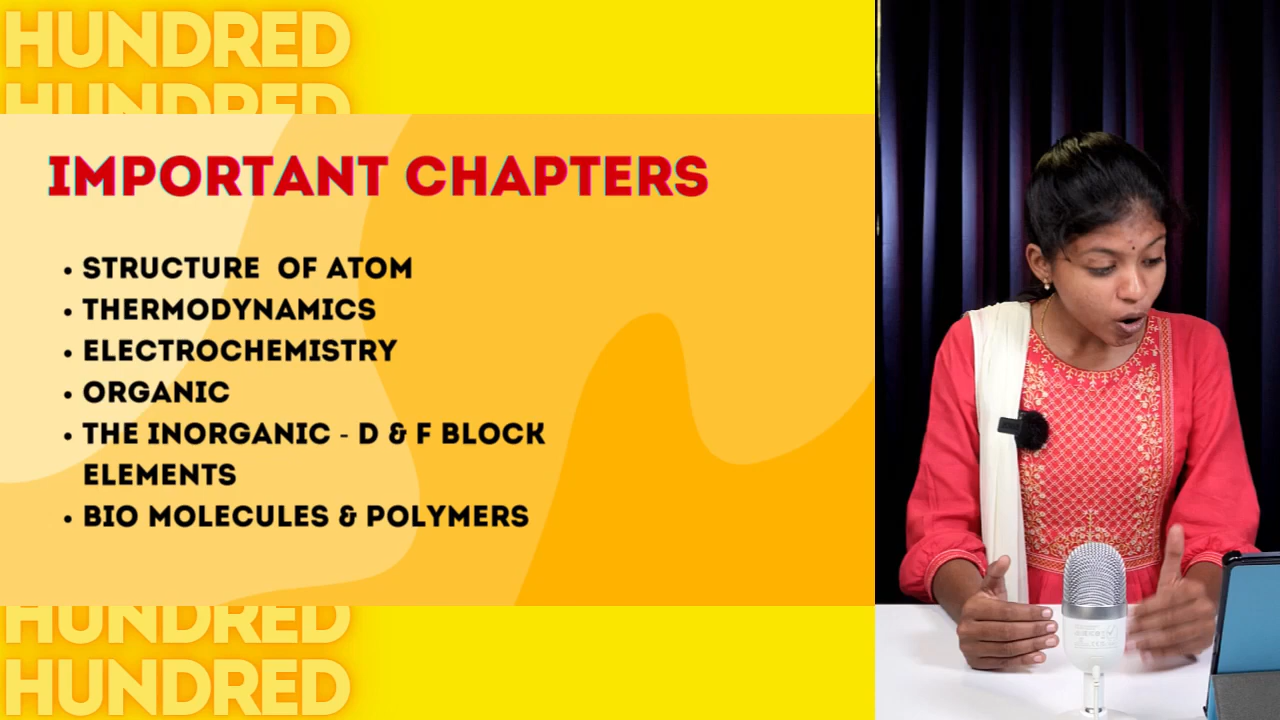 HUNDRED
HUNDRED
IMPORTANT CHAPTERS
• STRUCTURE OF ATOM
• THERMODYNAMICS
• ELECTROCHEMISTRY
• ORGANIC
• THE INORGANIC - D & F BLOCK
ELEMENTS
• BIO MOLECULES & POLYMERS
HUNDRED
HUNDRED